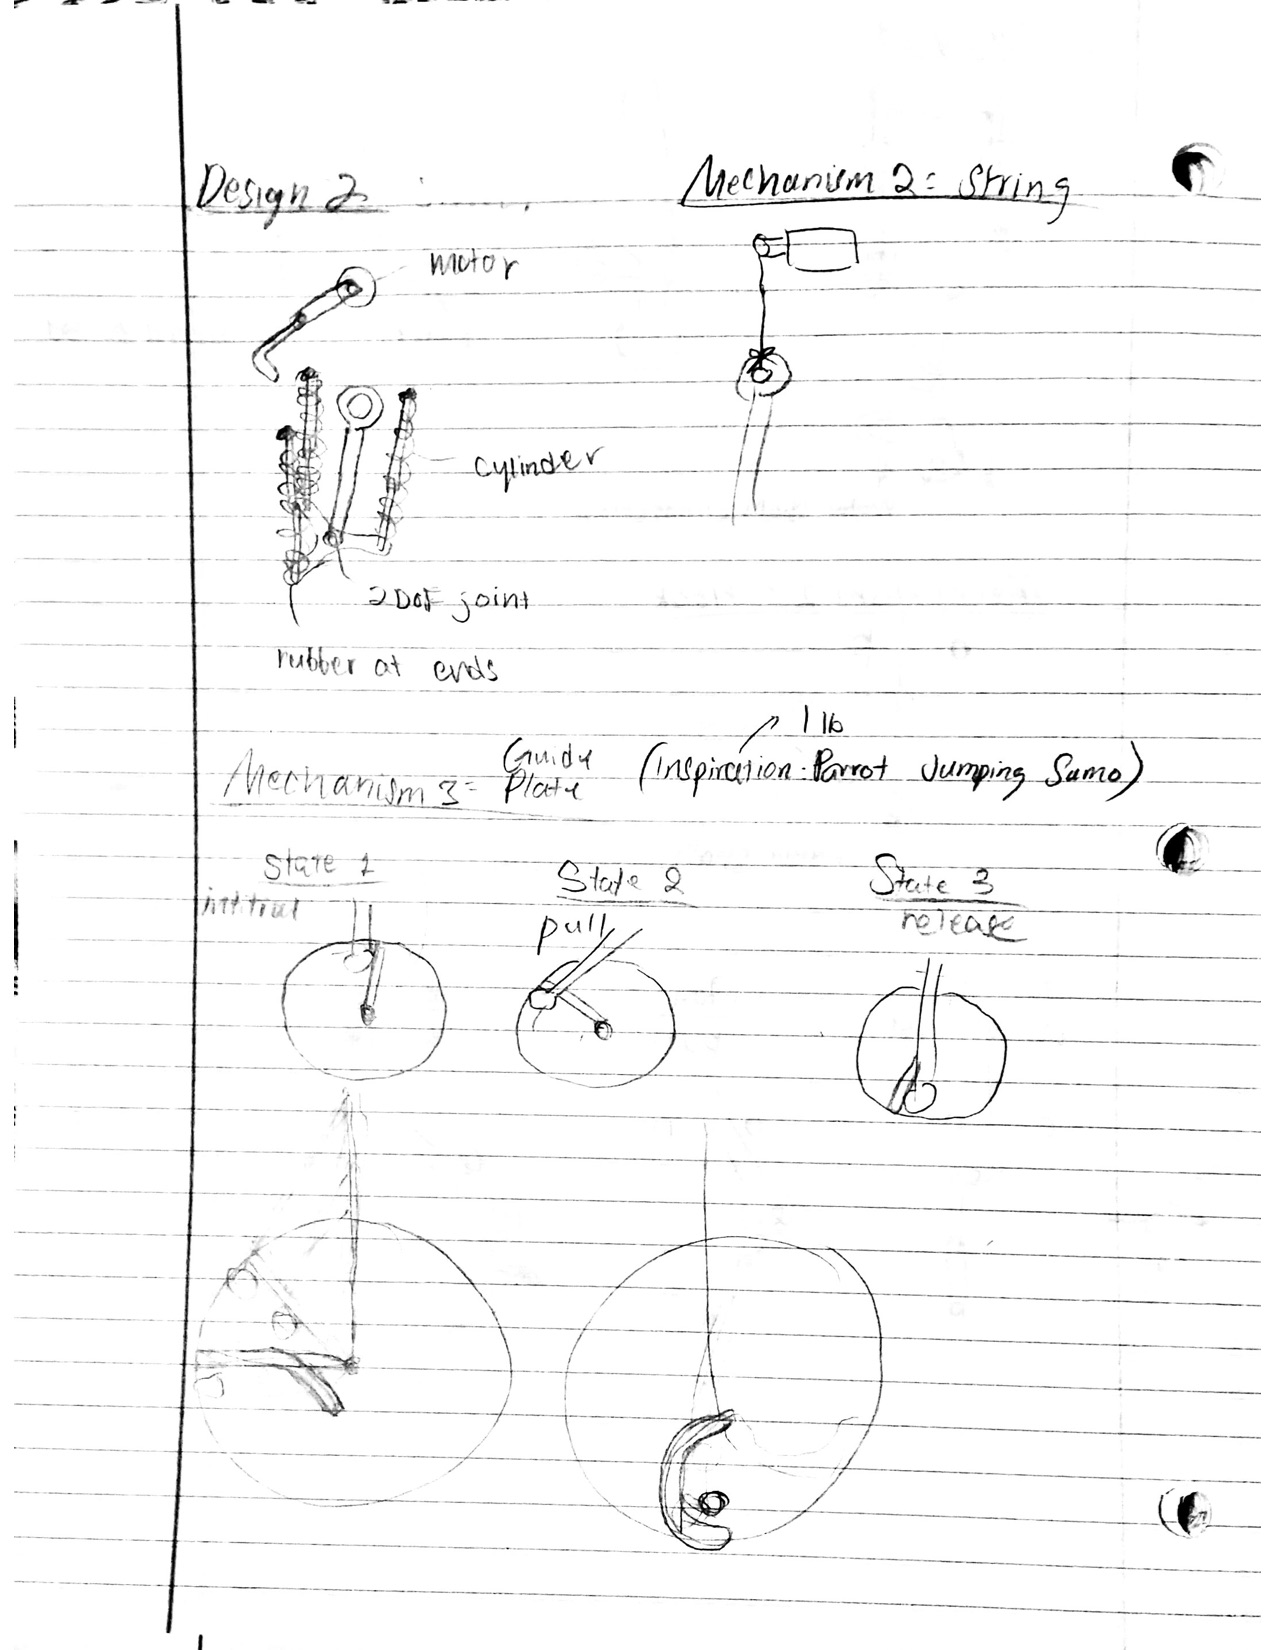 Design 2
Mechanism 2: String
motor
cylinder
2 DOF joint
rubber at ends
1 lb
Mechanism 3: Guide Plate (Inspiration: Parrot Jumping Sumo)
State 1
initial
State 2
pull
State 3
release